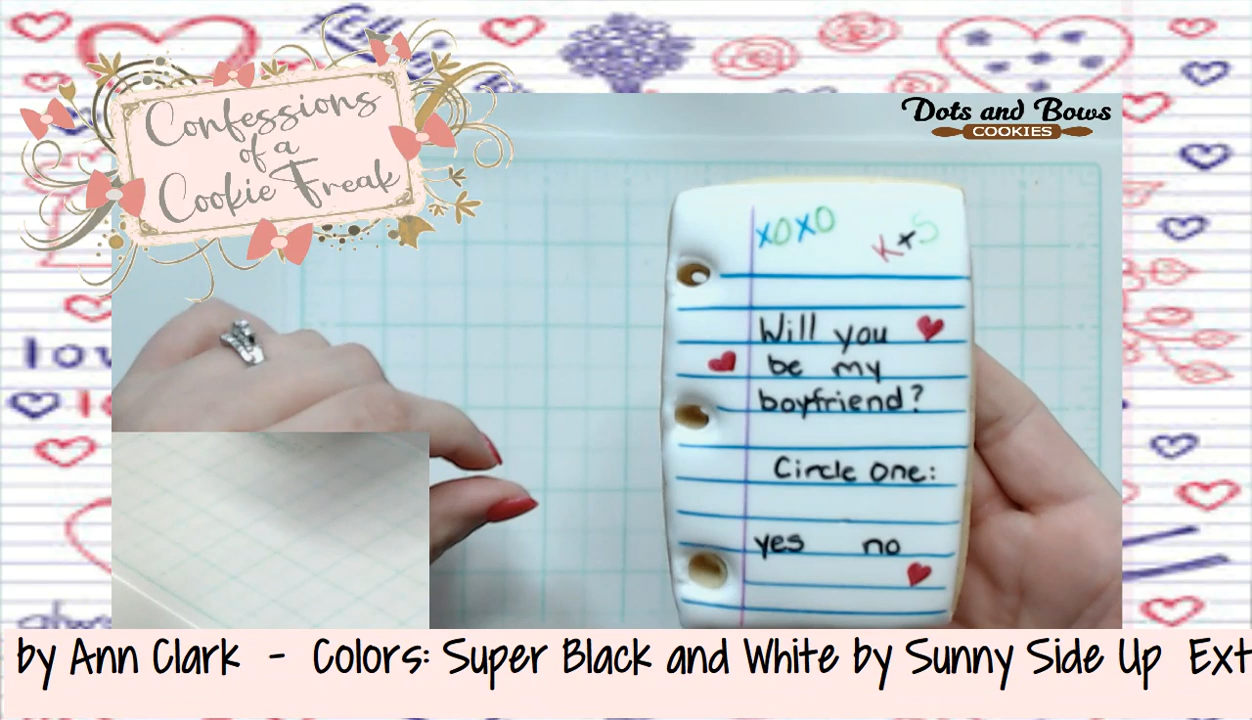 Confessions
of a
Cookie Freak
Dots and Bows
COOKIES
XOXO
K+S
Will you
be my
boyfriend?
Circle One:
yes no
by Ann Clark - Colors: Super Black and White by Sunny Side Up Ext